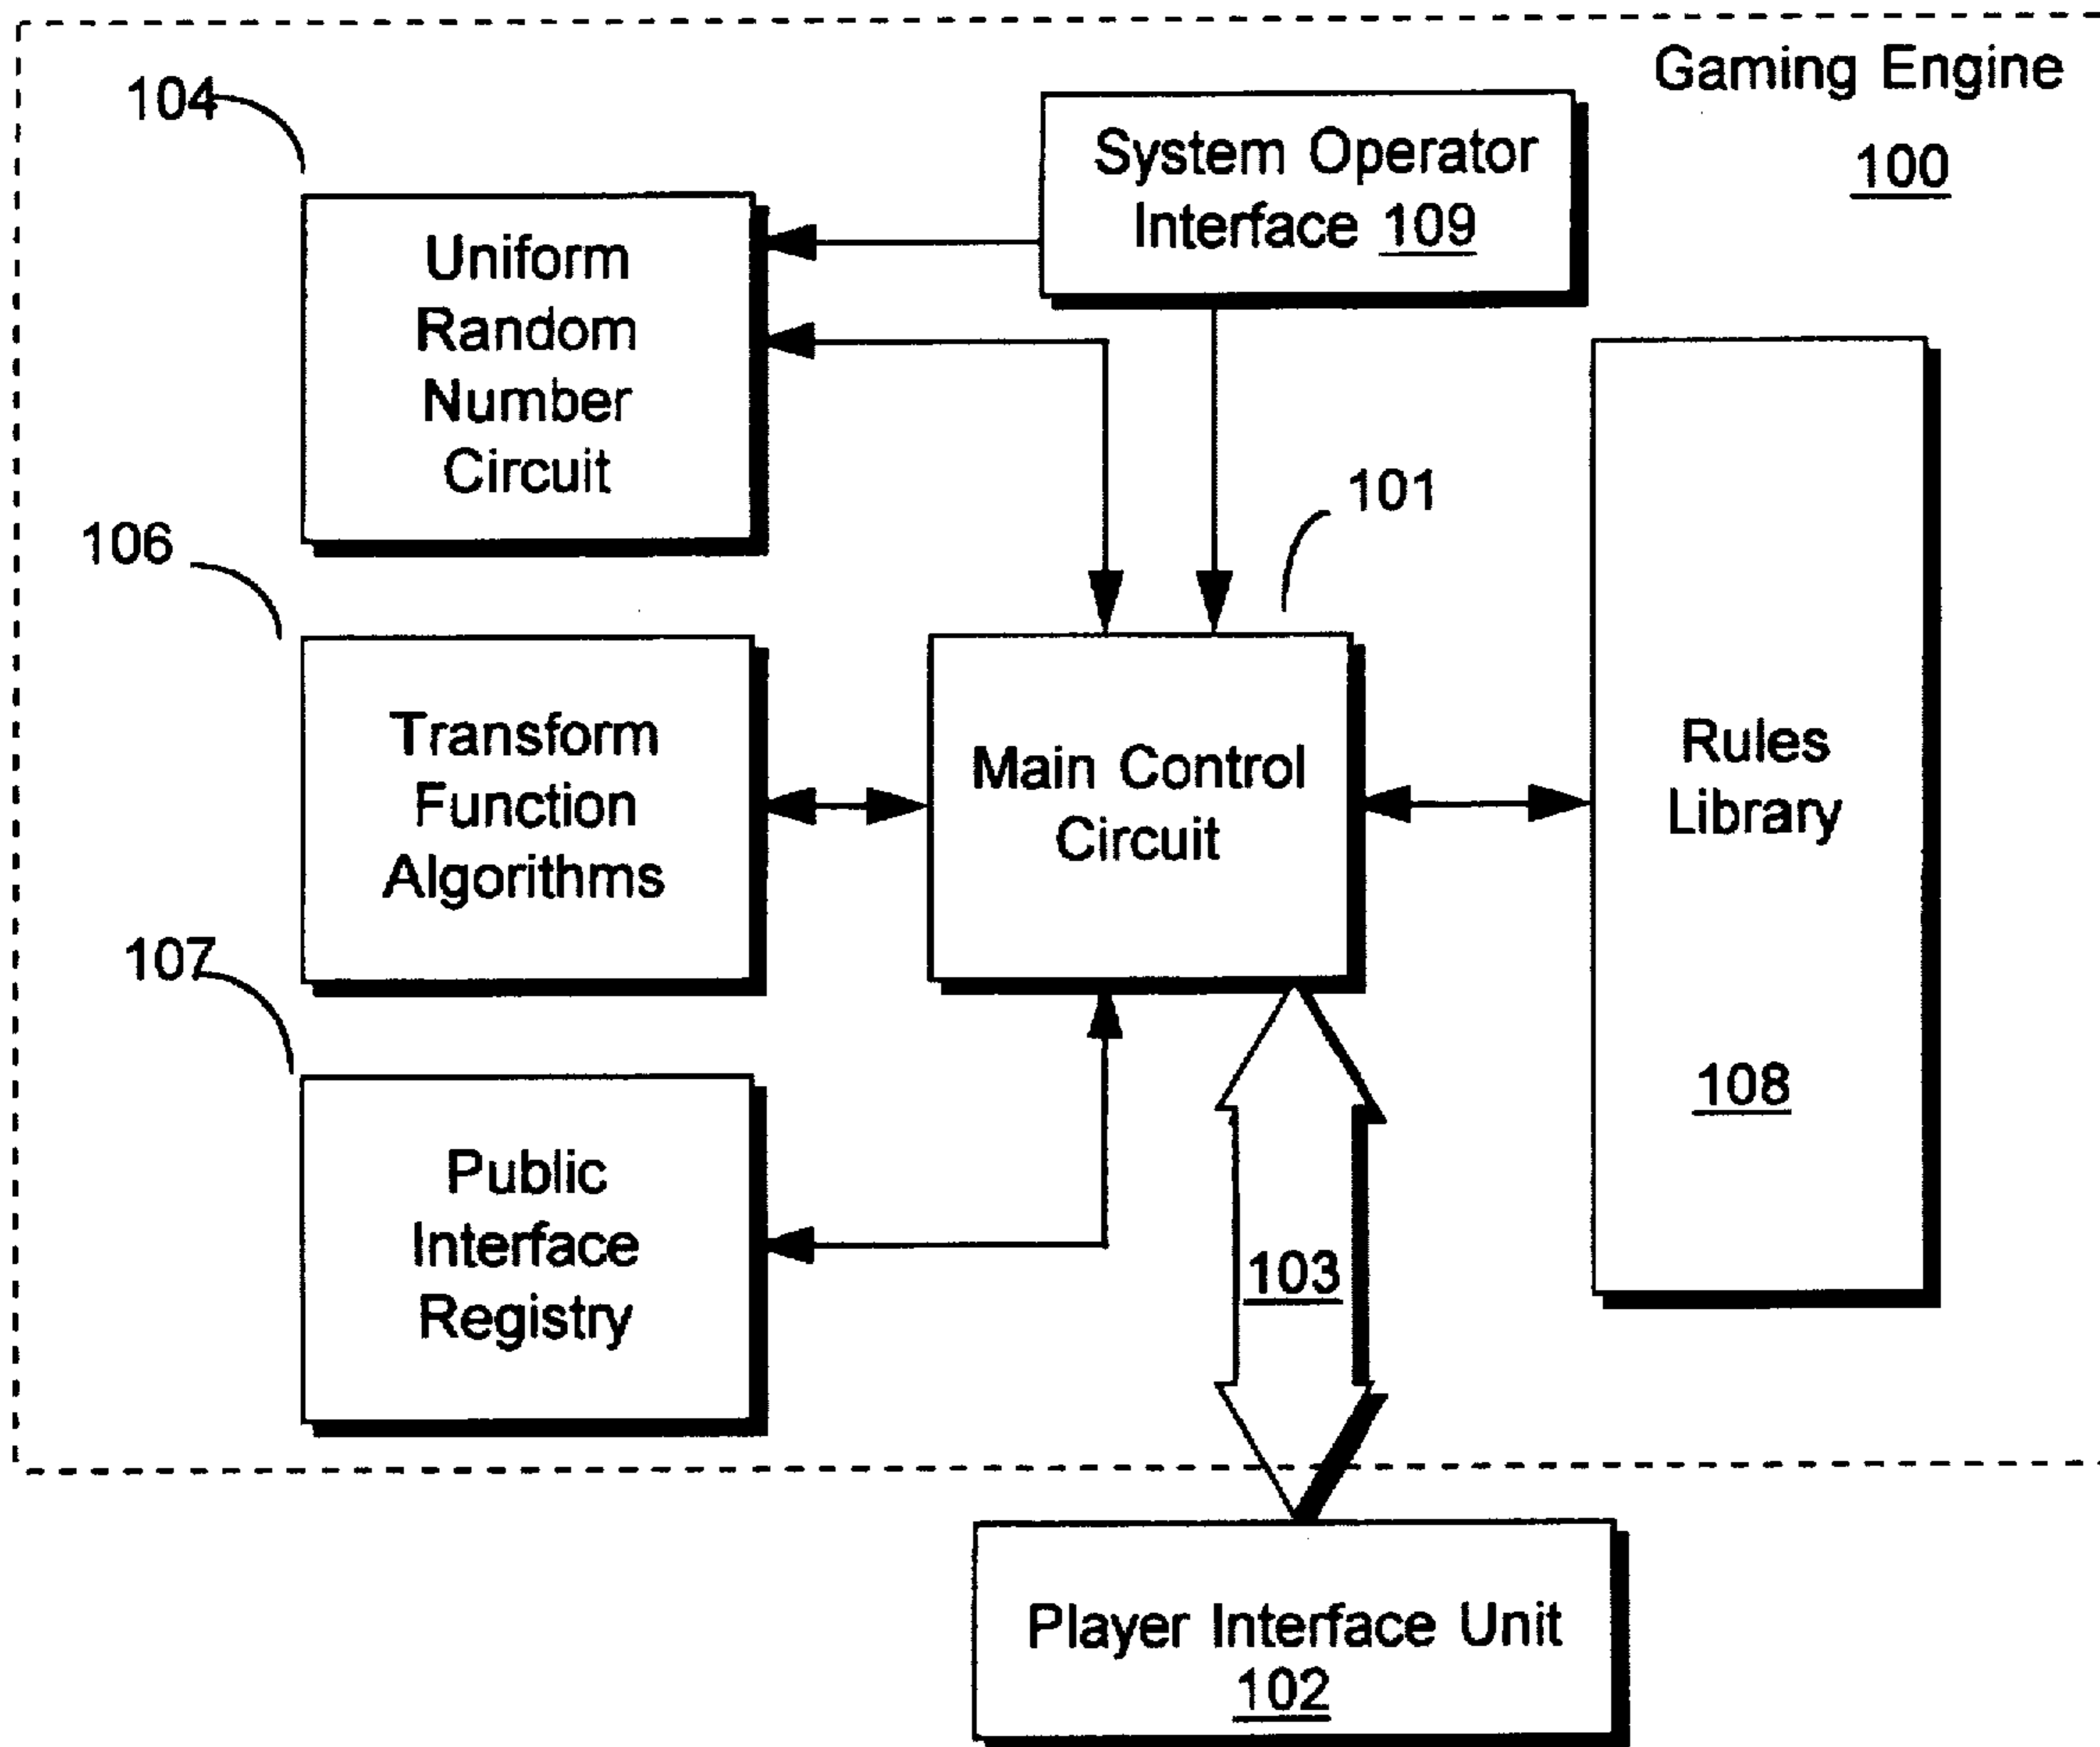 Gaming Engine
100
104
System Operator
Interface 109
Uniform
Random
Number
Circuit
101
106
Transform
Function
Algorithms
Main Control
Circuit
Rules
Library
108
107
Public
Interface
Registry
103
Player Interface Unit
102